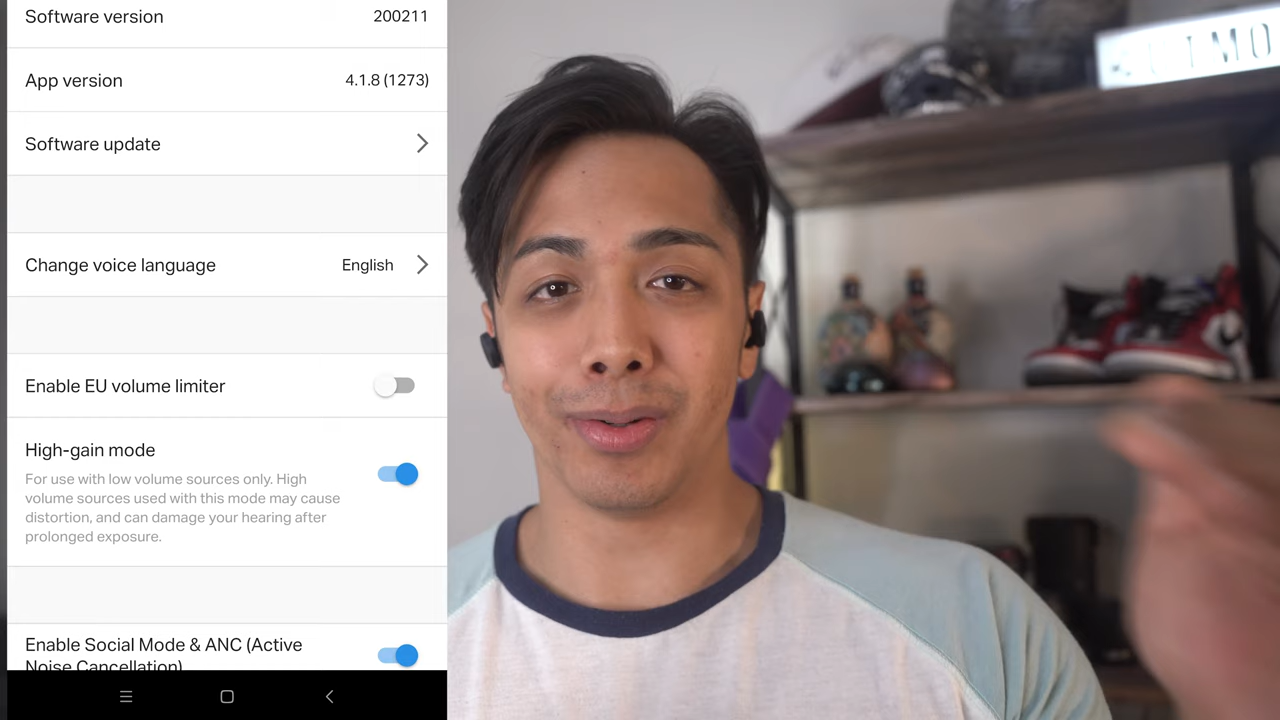 Software version 200211
App version 4.1.8 (1273)
Software update
Change voice language English
Enable EU volume limiter
High-gain mode
For use with low volume sources only. High
volume sources used with this mode may cause
distortion, and can damage your hearing after
prolonged exposure.
Enable Social Mode & ANC (Active
Noise Cancellation)